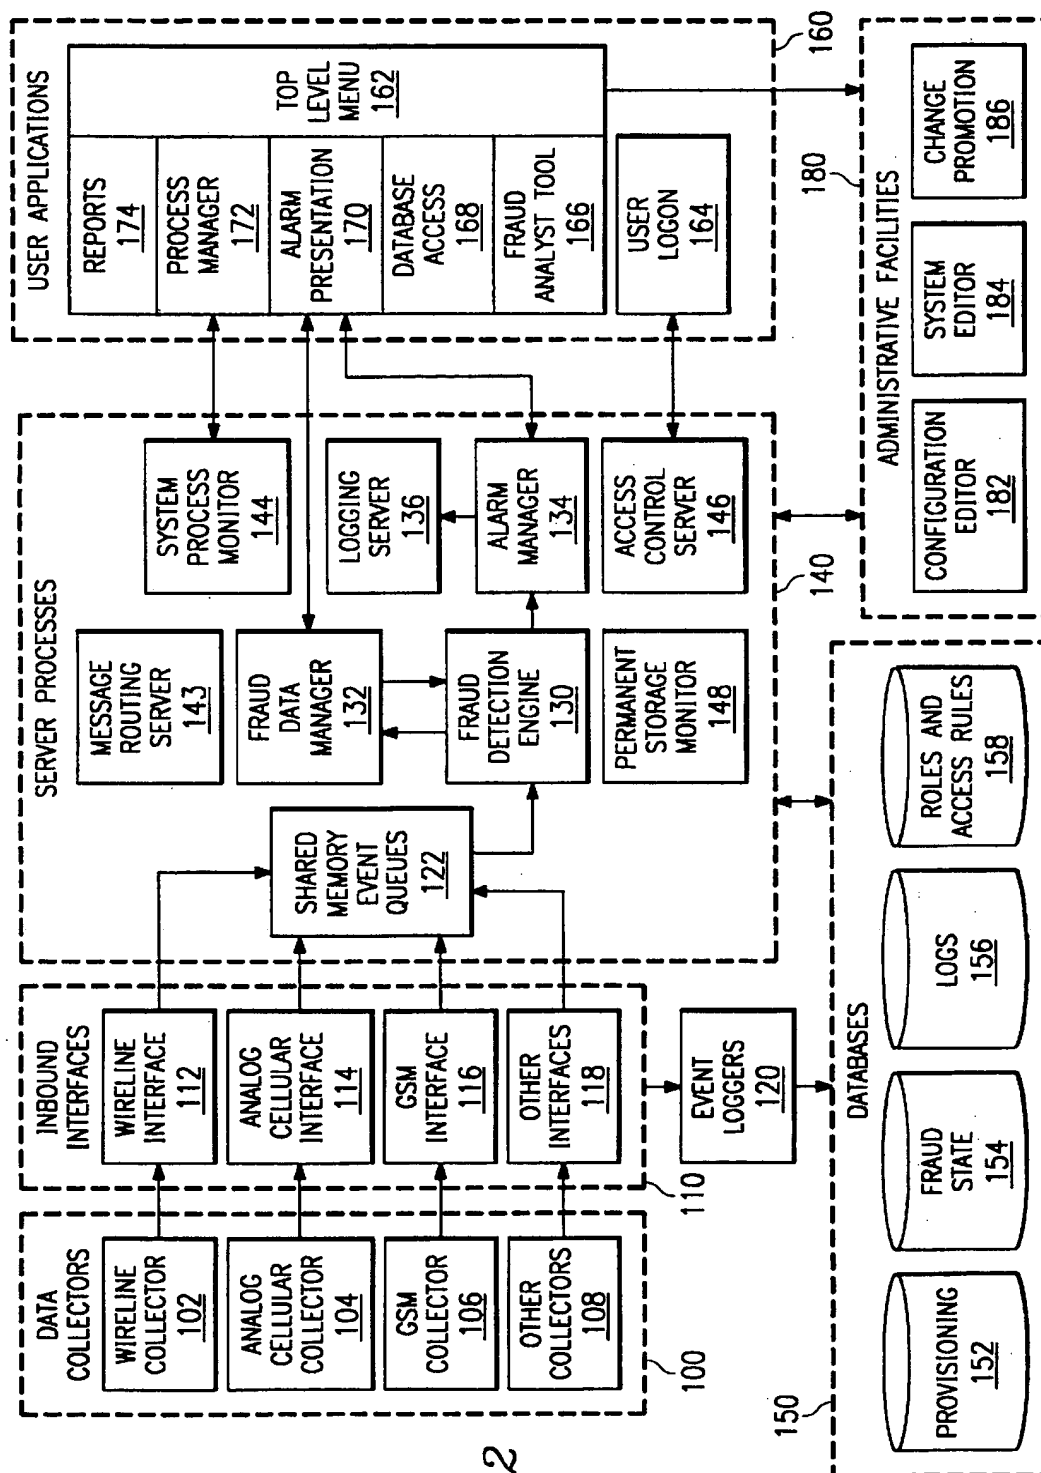 DATA
COLLECTORS
WIRELINE
COLLECTOR
102
ANALOG
CELLULAR
COLLECTOR
104
GSM
COLLECTOR
106
OTHER
COLLECTORS
108
100
INBOUND
INTERFACES
WIRELINE
INTERFACE
112
ANALOG
CELLULAR
INTERFACE
114
GSM
INTERFACE
116
OTHER
INTERFACES
118
110
EVENT
LOGGERS
120
SERVER PROCESSES
SHARED
MEMORY
EVENT
QUEUES
122
MESSAGE
ROUTING
SERVER
143
FRAUD
DATA
MANAGER
132
FRAUD
DETECTION
ENGINE
130
PERMANENT
STORAGE
MONITOR
148
SYSTEM
PROCESS
MONITOR
144
LOGGING
SERVER
136
ALARM
MANAGER
134
ACCESS
CONTROL
SERVER
146
140
USER APPLICATIONS
REPORTS
174
PROCESS
MANAGER
172
ALARM
PRESENTATION
170
DATABASE
ACCESS
168
FRAUD
ANALYST TOOL
166
TOP
LEVEL
MENU
162
USER
LOGON
164
160
DATABASES
150
PROVISIONING
152
FRAUD
STATE
154
LOGS
156
ROLES AND
ACCESS RULES
158
ADMINISTRATIVE FACILITIES
180
CONFIGURATION
EDITOR
182
SYSTEM
EDITOR
184
CHANGE
PROMOTION
186
2